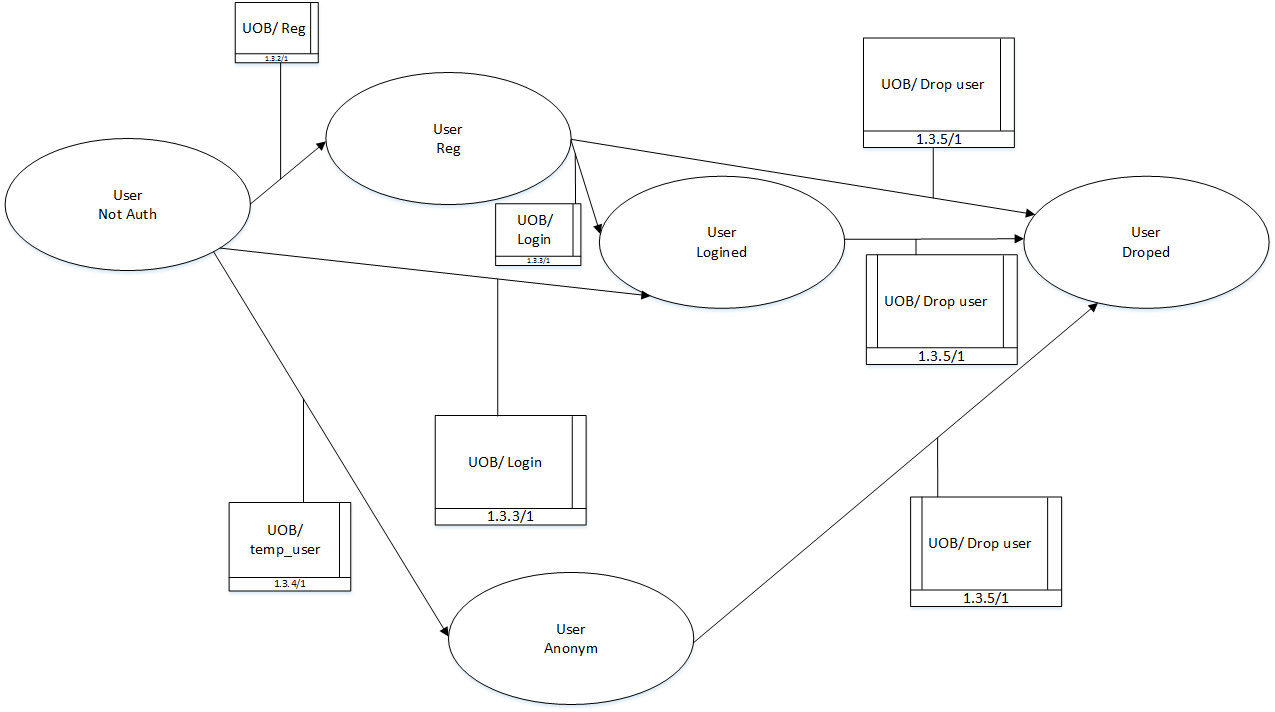 UOB/ Reg
1.3.2/1
User
Reg
UOB/ Drop user
1.3.5/1
User
Not Auth
UOB/
Login
1.3.3/1
User
Logined
User
Droped
UOB/ Drop user
1.3.5/1
UOB/ Login
1.3.3/1
UOB/
temp_user
1.3.4/1
UOB/ Drop user
1.3.5/1
User
Anonym